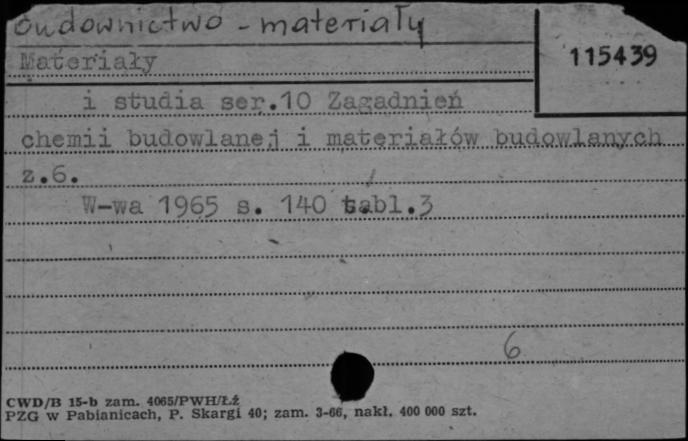 Budownictwo - materiały
115439
Materiały
i studia ser.10 Zagadnień
chemii budowlanej i materiałów budowlanych
z.6.
W-wa 1965 s. 140 tabl.3
6
CWD/B 15-b zam. 4065/PWH/Łź
PZG w Pabianicach, P. Skargi 40; zam. 3-66, nakł. 400 000 szt.